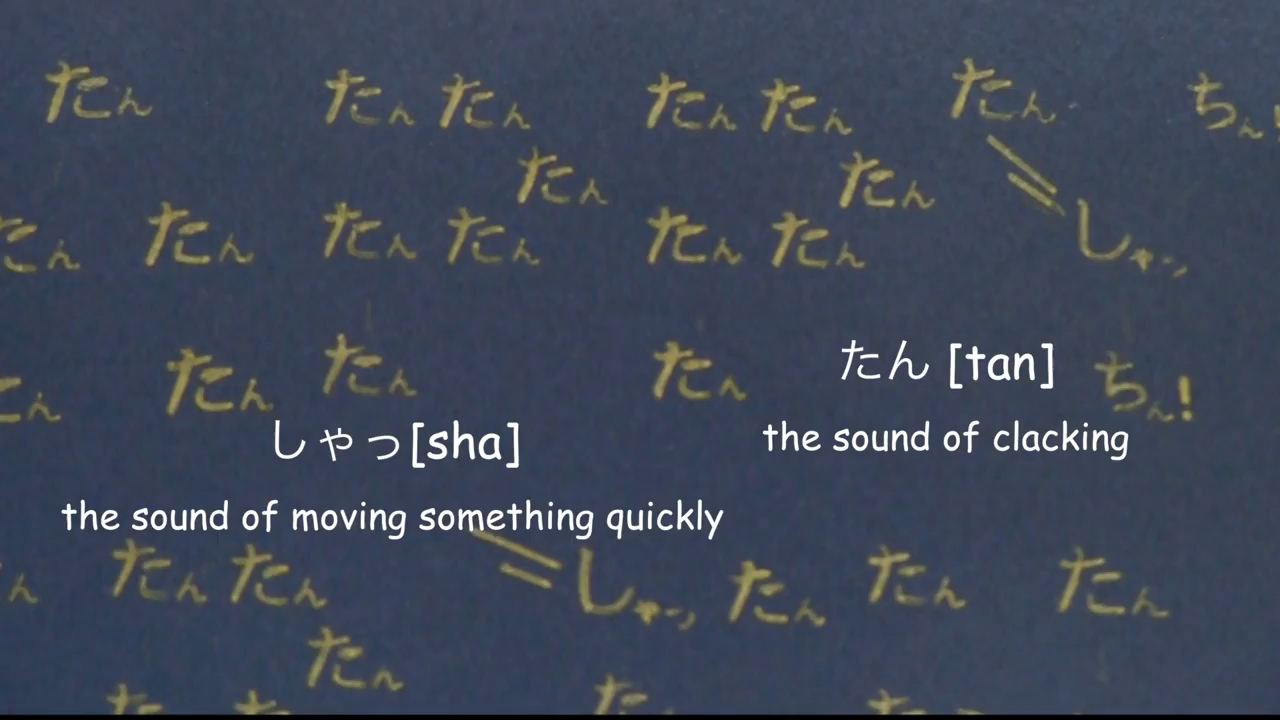 たん たん たん たん たん たん ちん!
たん たん
たん たん たん たん たん たん しゃっ
たん たん たん たん [tan] ちん!
しゃっ[sha] the sound of clacking
the sound of moving something quickly
たん たん しゃっ たん たん たん
たん